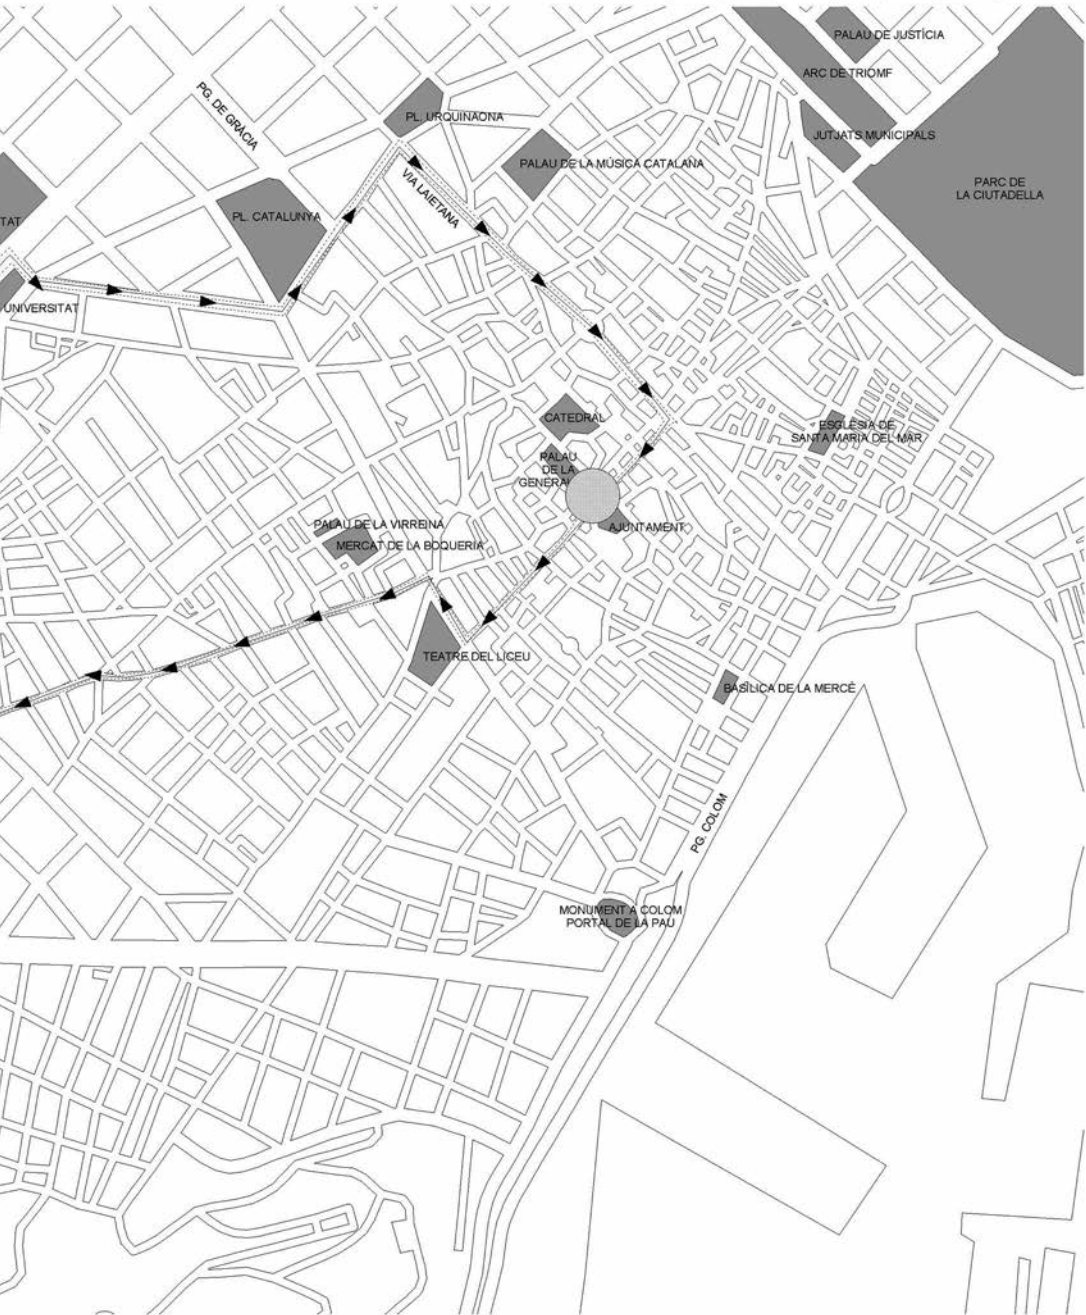 PALAU DE JUSTÍCIA
ARC DE TRIOMF
PG. DE GRÀCIA
PL. URQUINAONA
JUTJATS MUNICIPALS
PALAU DE LA MÚSICA CATALANA
VIA LAIETANA
PARC DE
LA CIUTADELLA
TAT
PL. CATALUNYA
UNIVERSITAT
CATEDRAL
ESGLÉSIA DE
SANTA MARIA DEL MAR
PALAU
DE LA
GENERAL
PALAU DE LA VIRREINA
AJUNTAMENT
MERCAT DE LA BOQUERIA
TEATRE DEL LICEU
BASÍLICA DE LA MERCÈ
PG. COLOM
MONUMENT A COLOM
PORTAL DE LA PAU